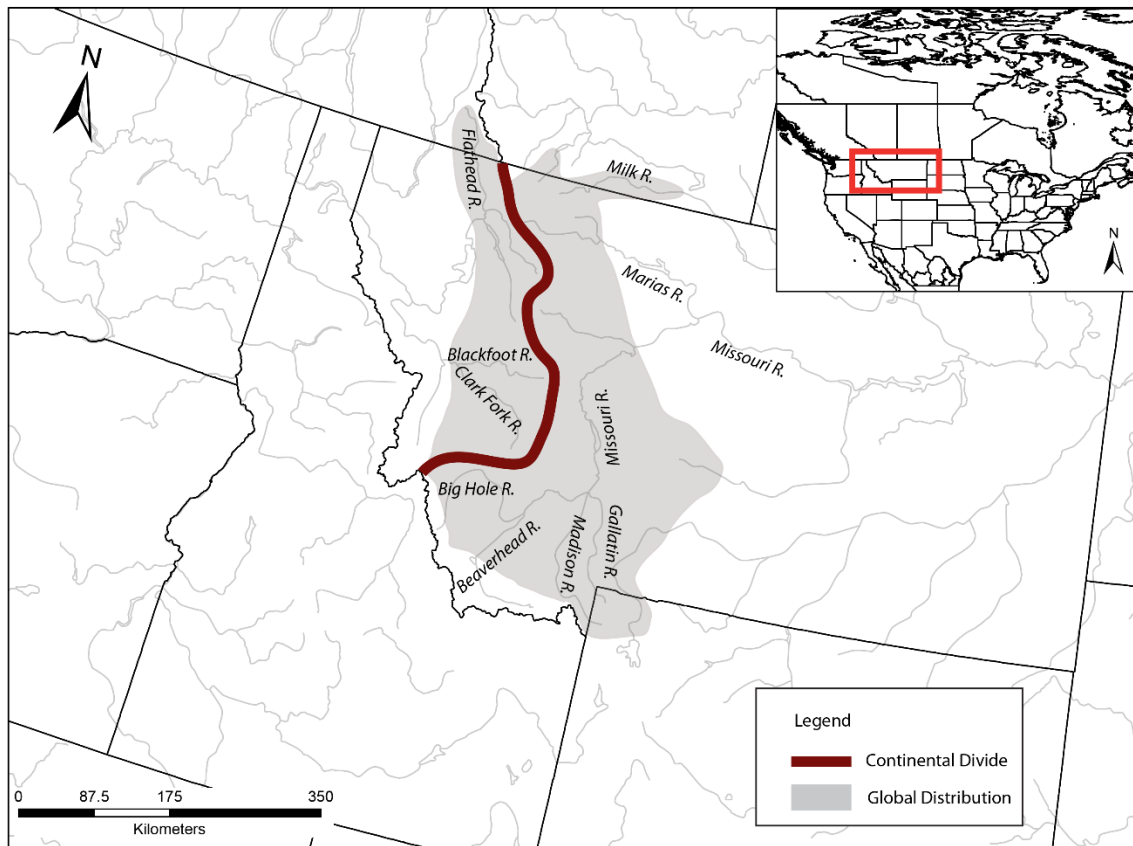 N
N
Flathead R.
Milk R.
Marias R.
Missouri R.
Blackfoot R.
Clark Fork R.
Missouri R.
Big Hole R.
Beaverhead R.
Madison R.
Gallatin R.
Legend
Continental Divide
Global Distribution
0 87.5 175 350
Kilometers